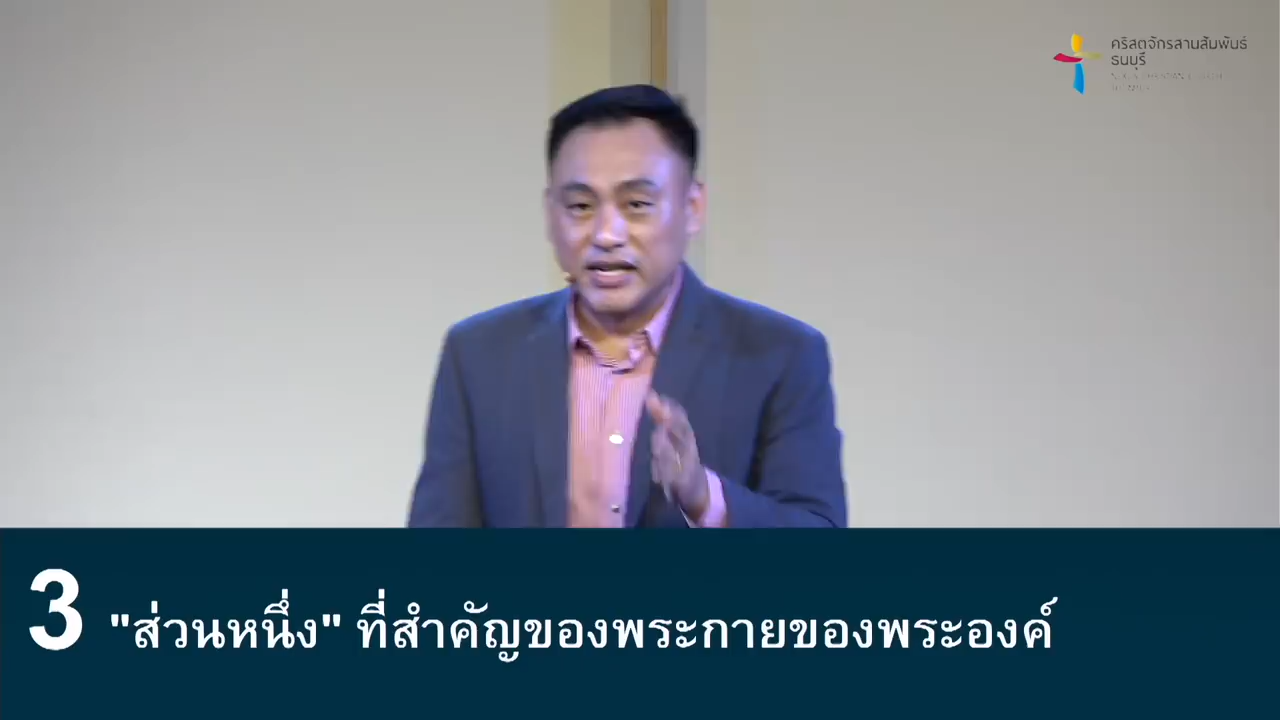 คริสตจักรสานสัมพันธ์
ธนบุรี
3 "ส่วนหนึ่ง" ที่สำคัญของพระกายของพระองค์